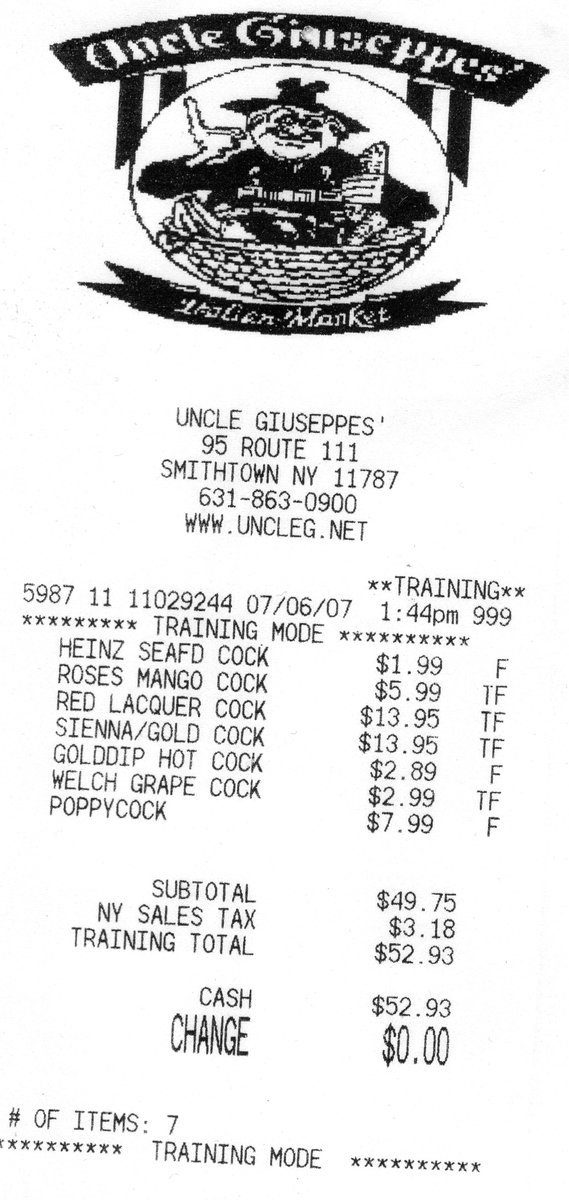 Uncle Giuseppes'
Italian Market
UNCLE GIUSEPPES'
95 ROUTE 111
SMITHTOWN NY 11787
631-863-0900
WWW.UNCLEG.NET
**TRAINING**
5987 11 11029244 07/06/07 1:44pm 999
********* TRAINING MODE **********
HEINZ SEAFD COCK $1.99 F
ROSES MANGO COCK $5.99 TF
RED LACQUER COCK $13.95 TF
SIENNA/GOLD COCK $13.95 TF
GOLDDIP HOT COCK $2.89 F
WELCH GRAPE COCK $2.99 TF
POPPYCOCK $7.99 F
SUBTOTAL $49.75
NY SALES TAX $3.18
TRAINING TOTAL $52.93
CASH $52.93
CHANGE $0.00
# OF ITEMS: 7
********** TRAINING MODE **********